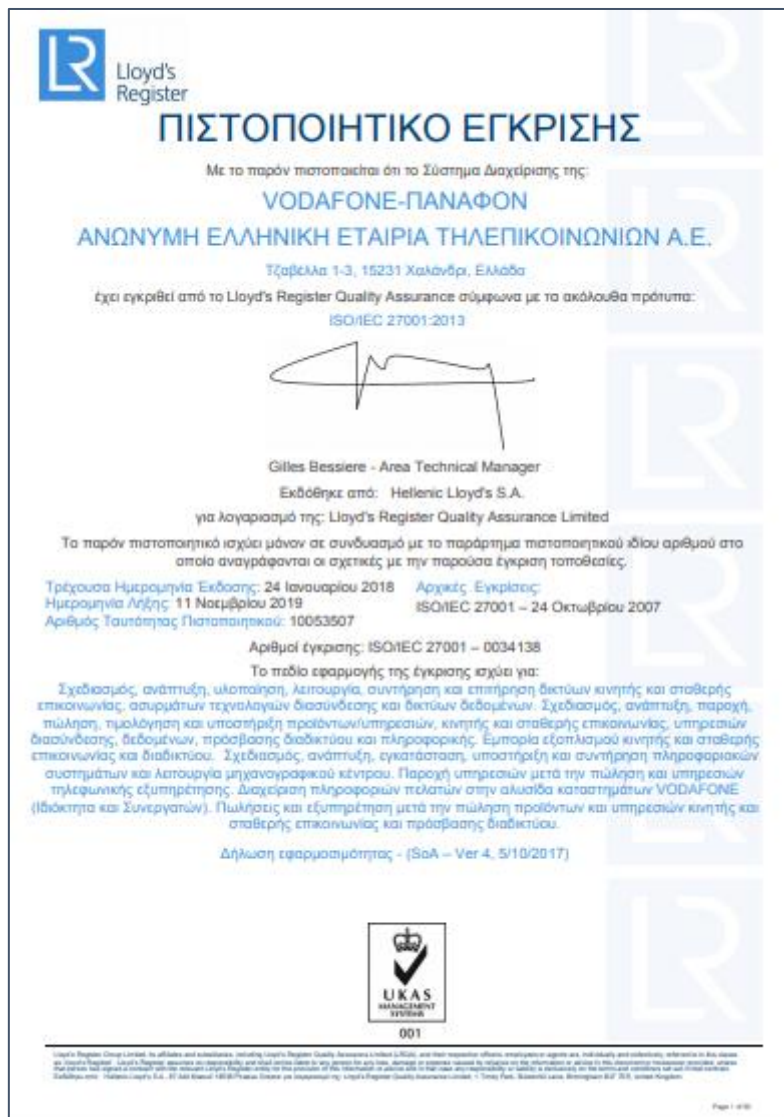 LR
Lloyd's
Register
ΠΙΣΤΟΠΟΙΗΤΙΚΟ ΕΓΚΡΙΣΗΣ
Με το παρόν πιστοποιείται ότι το Σύστημα Διαχείρισης της:
VODAFONE-ΠΑΝΑΦΟΝ
ΑΝΩΝΥΜΗ ΕΛΛΗΝΙΚΗ ΕΤΑΙΡΙΑ ΤΗΛΕΠΙΚΟΙΝΩΝΙΩΝ Α.Ε.
Τζαβέλλα 1-3, 15231 Χαλάνδρι, Ελλάδα
έχει εγκριθεί από το Lloyd's Register Quality Assurance σύμφωνα με τα ακόλουθα πρότυπα:
ISO/IEC 27001:2013
Gilles Bessiere - Area Technical Manager
Εκδόθηκε από: Hellenic Lloyd's S.A.
για λογαριασμό της: Lloyd's Register Quality Assurance Limited
Το παρόν πιστοποιητικό ισχύει μόνον σε συνδυασμό με το παράρτημα πιστοποιητικού ιδίου αριθμού στο
οποίο αναγράφονται οι σχετικές με την παρούσα έγκριση τοποθεσίες.
Τρέχουσα Ημερομηνία Έκδοσης: 24 Ιανουαρίου 2018 Αρχικές Εγκρίσεις:
Ημερομηνία Λήξης: 11 Νοεμβρίου 2019 ISO/IEC 27001 – 24 Οκτωβρίου 2007
Αριθμός Ταυτότητας Πιστοποιητικού: 10053507
Αριθμοί έγκρισης: ISO/IEC 27001 – 0034138
Το πεδίο εφαρμογής της έγκρισης ισχύει για:
Σχεδιασμός, ανάπτυξη, υλοποίηση, λειτουργία, συντήρηση και επιτήρηση δικτύων κινητής και σταθερής
επικοινωνίας, ασυρμάτων τεχνολογιών διασύνδεσης και δικτύων δεδομένων. Σχεδιασμός, ανάπτυξη, παροχή,
πώληση, τιμολόγηση και υποστήριξη προϊόντων/υπηρεσιών, κινητής και σταθερής επικοινωνίας, υπηρεσιών
διασύνδεσης, δεδομένων, πρόσβασης διαδικτύου και πληροφορικής. Εμπορία εξοπλισμού κινητής και σταθερής
επικοινωνίας και διαδικτύου. Σχεδιασμός, ανάπτυξη, εγκατάσταση, υποστήριξη και συντήρηση πληροφοριακών
συστημάτων και λειτουργία μηχανογραφικού κέντρου. Παροχή υπηρεσιών μετά την πώληση και υπηρεσιών
τηλεφωνικής εξυπηρέτησης. Διαχείριση πληροφοριών πελατών στην αλυσίδα καταστημάτων VODAFONE
(Ιδιόκτητα και Συνεργατών). Πωλήσεις και εξυπηρέτηση μετά την πώληση προϊόντων και υπηρεσιών κινητής και
σταθερής επικοινωνίας και πρόσβασης διαδικτύου.
Δήλωση εφαρμοσιμότητας - (SoA – Ver 4, 5/10/2017)
UKAS
MANAGEMENT
SYSTEMS
001
Page 1 of